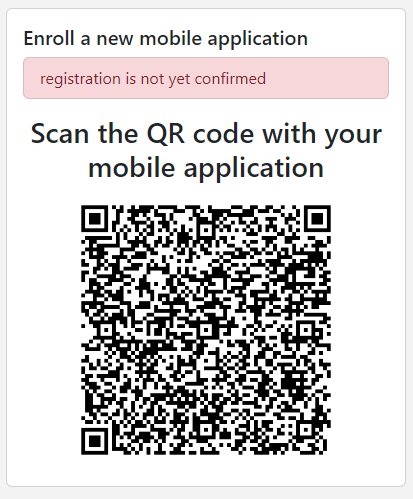 Enroll a new mobile application
registration is not yet confirmed
Scan the QR code with your
mobile application